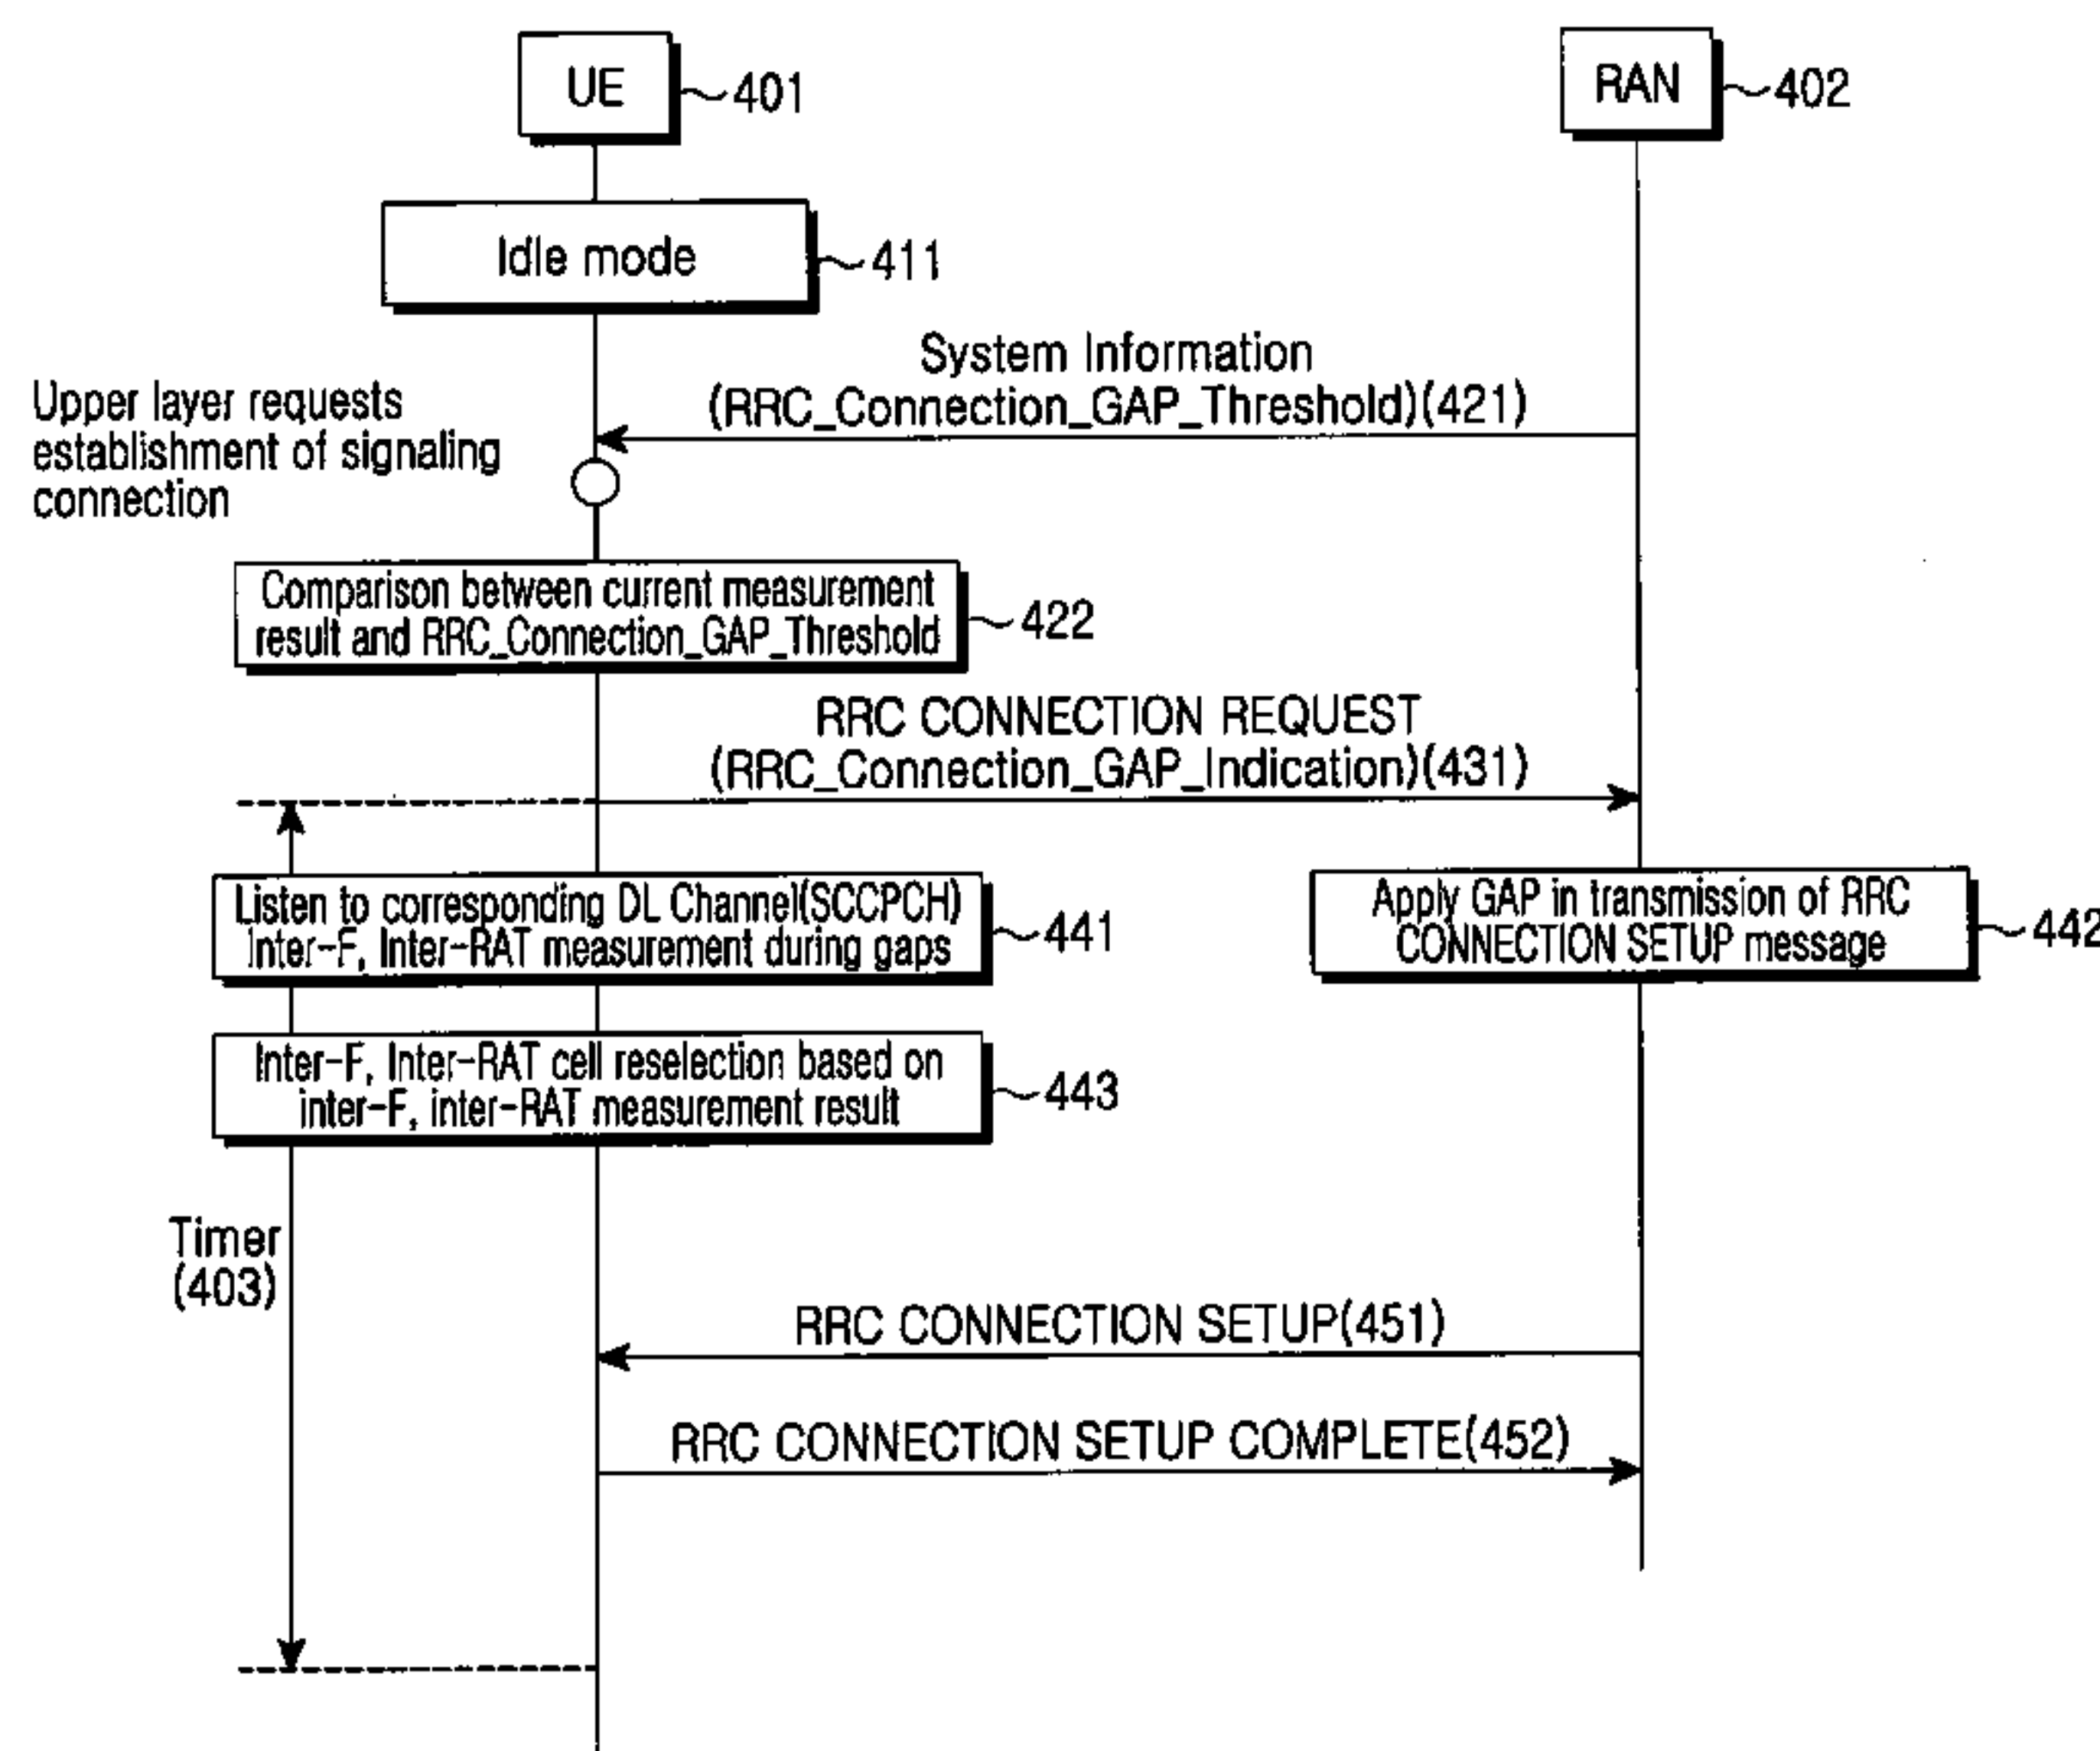 UE
401
RAN
402
Idle mode
411
System Information
(RRC_Connection_GAP_Threshold)(421)
Upper layer requests
establishment of signaling
connection
Comparison between current measurement
result and RRC_Connection_GAP_Threshold
422
RRC CONNECTION REQUEST
(RRC_Connection_GAP_Indication)(431)
Listen to corresponding DL Channel(SCCPCH)
Inter-F, Inter-RAT measurement during gaps
441
Apply GAP in transmission of RRC
CONNECTION SETUP message
442
Inter-F, Inter-RAT cell reselection based on
inter-F, inter-RAT measurement result
443
Timer
(403)
RRC CONNECTION SETUP(451)
RRC CONNECTION SETUP COMPLETE(452)